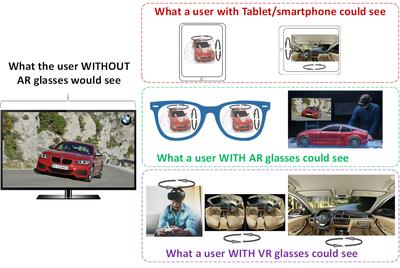 What a user with Tablet/smartphone could see
What the user WITHOUT
AR glasses would see
What a user WITH AR glasses could see
What a user WITH VR glasses could see